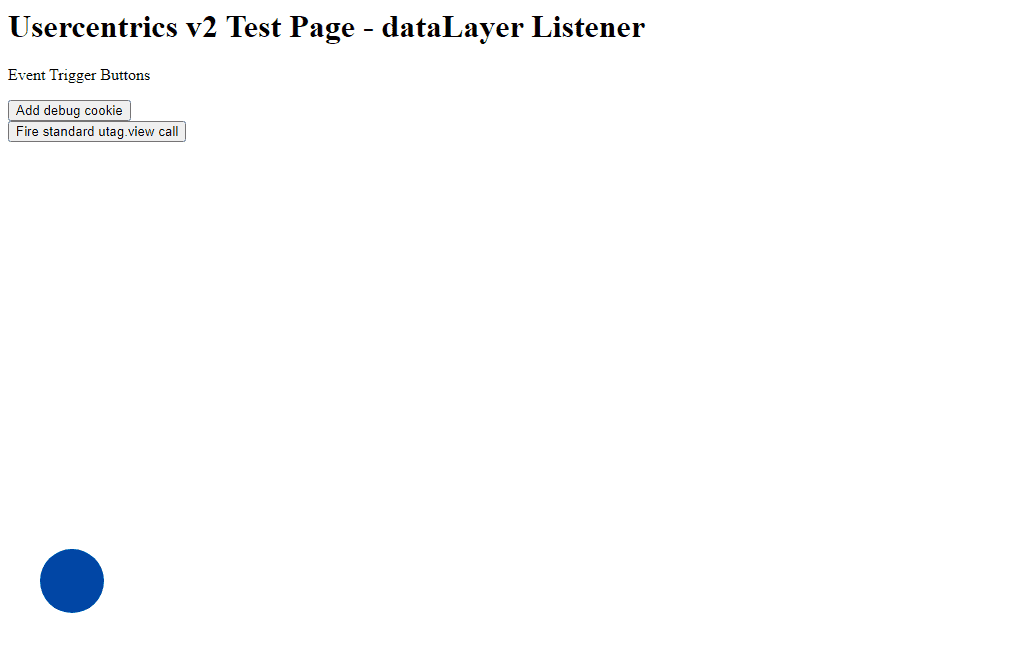 Usercentrics v2 Test Page - dataLayer Listener
Event Trigger Buttons
Add debug cookie
Fire standard utag.view call